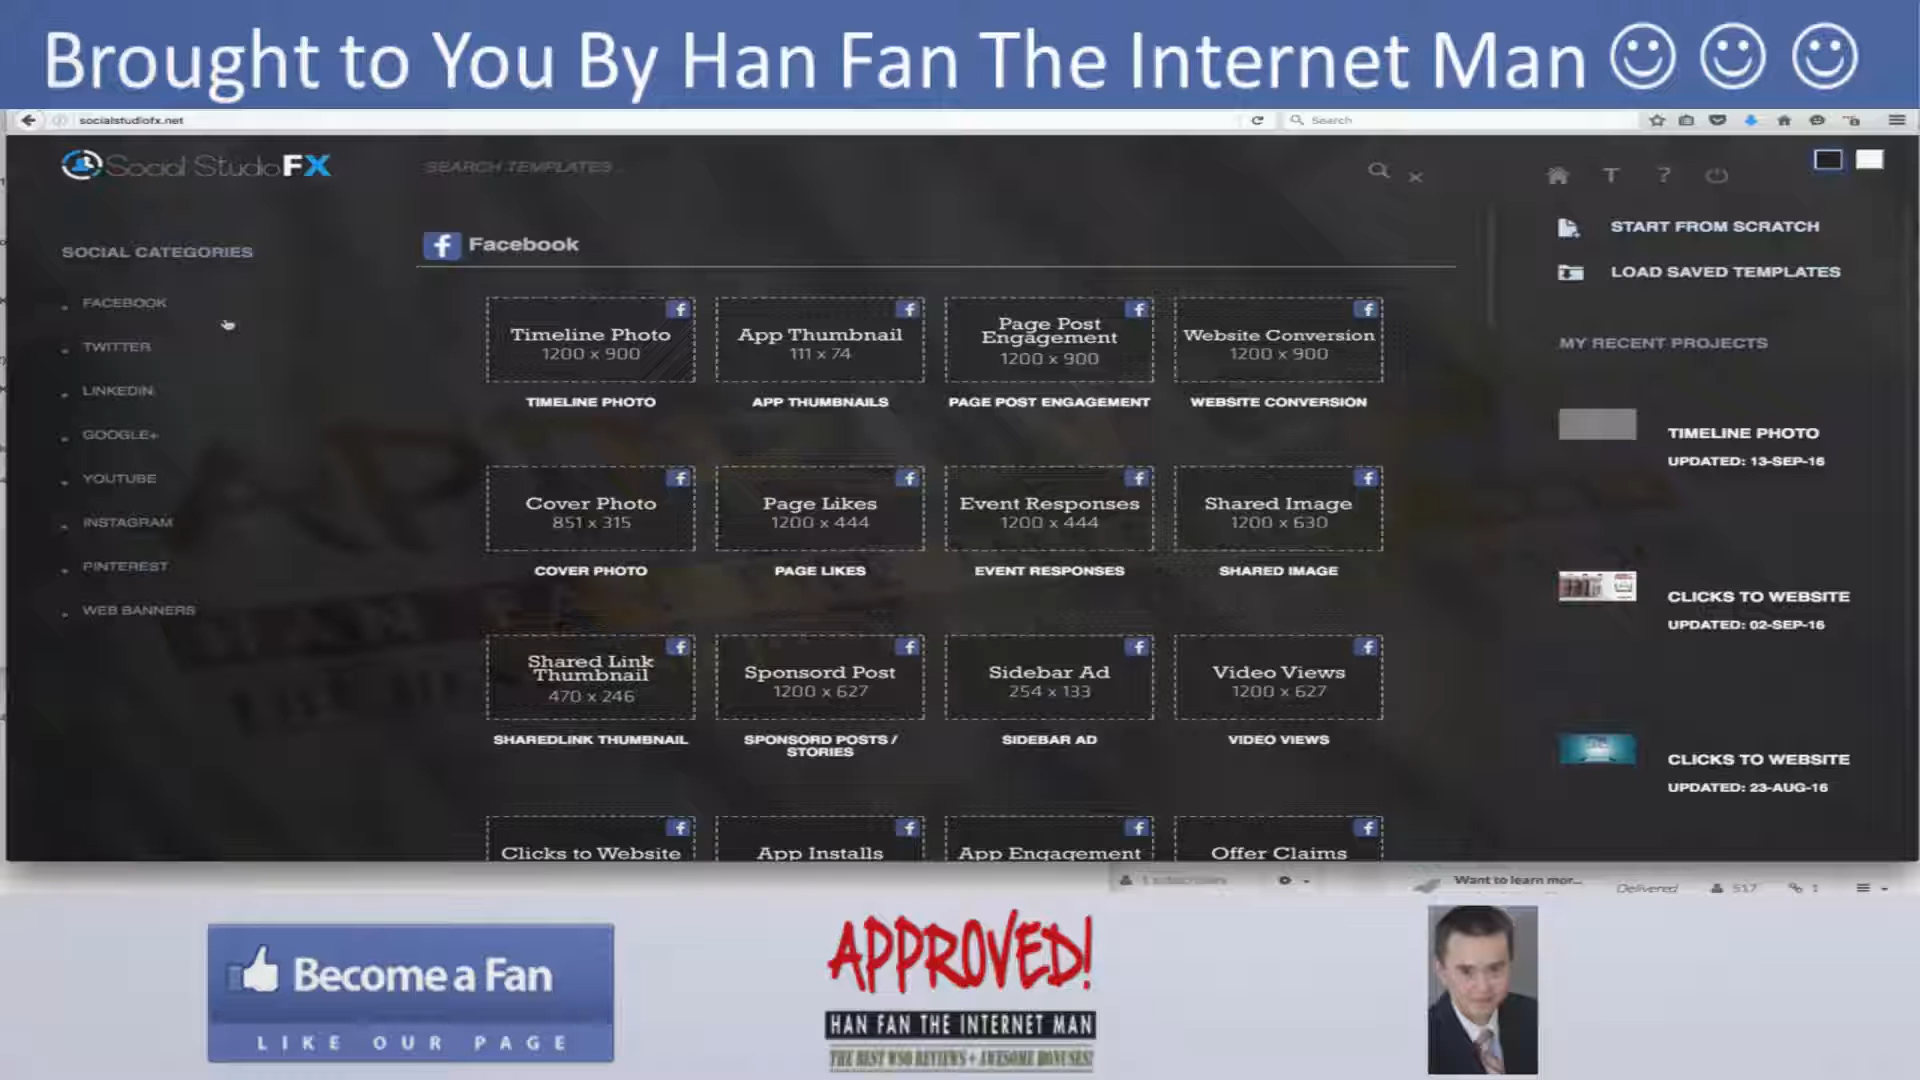 Brought to You By Han Fan The Internet Man
socialstudiofx.net
Search
Social StudioFX
SEARCH TEMPLATES
T ?
SOCIAL CATEGORIES
FACEBOOK
TWITTER
LINKEDIN
GOOGLE+
YOUTUBE
INSTAGRAM
PINTEREST
WEB BANNERS
Facebook
Timeline Photo
1200 x 900
TIMELINE PHOTO
App Thumbnail
111 x 74
APP THUMBNAILS
Page Post
Engagement
1200 x 900
PAGE POST ENGAGEMENT
Website Conversion
1200 x 900
WEBSITE CONVERSION
Cover Photo
851 x 315
COVER PHOTO
Page Likes
1200 x 444
PAGE LIKES
Event Responses
1200 x 444
EVENT RESPONSES
Shared Image
1200 x 630
SHARED IMAGE
Shared Link
Thumbnail
470 x 246
SHAREDLINK THUMBNAIL
Sponsord Post
1200 x 627
SPONSORD POSTS /
STORIES
Sidebar Ad
254 x 133
SIDEBAR AD
Video Views
1200 x 627
VIDEO VIEWS
Clicks to Website
App Installs
App Engagement
Offer Claims
START FROM SCRATCH
LOAD SAVED TEMPLATES
MY RECENT PROJECTS
TIMELINE PHOTO
UPDATED: 13-SEP-16
CLICKS TO WEBSITE
UPDATED: 02-SEP-16
CLICKS TO WEBSITE
UPDATED: 23-AUG-16
1 subscribers
Want to learn mor...
Delivered
517
1
Become a Fan
LIKE OUR PAGE
APPROVED!
HAN FAN THE INTERNET MAN
THE BEST WSO REVIEWS + AWESOME BONUSES!